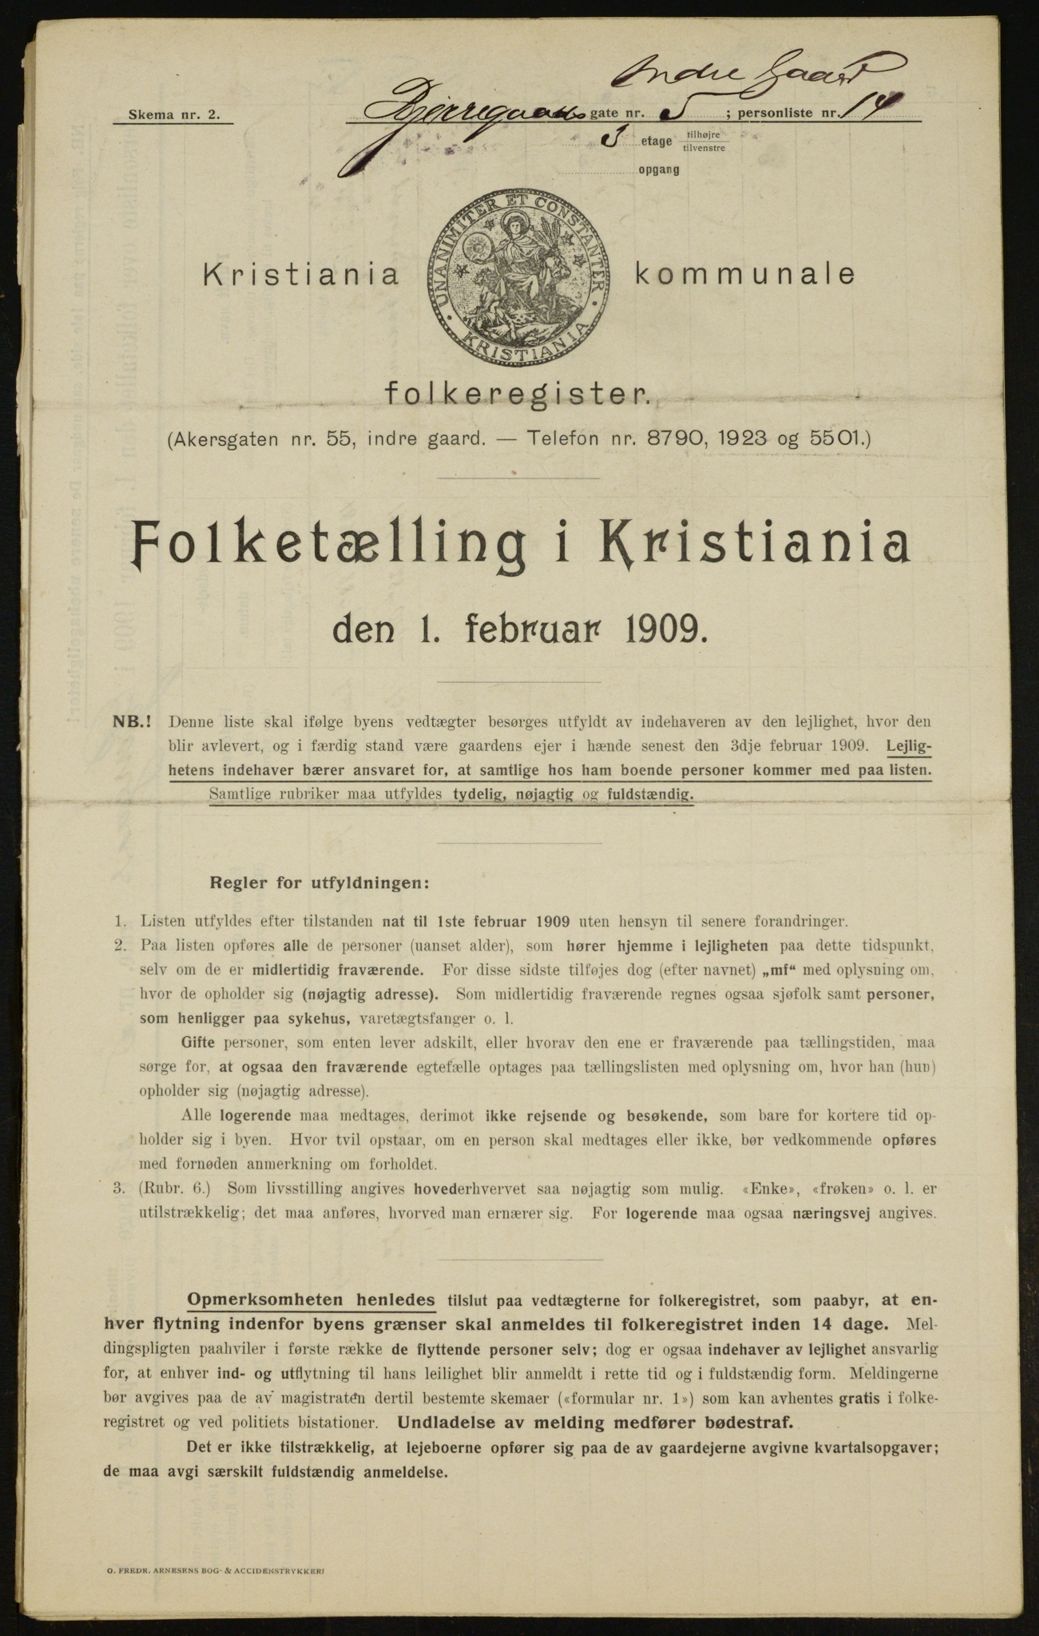 Indre Gaard
Skema nr. 2.
Bjerregaards gate nr. 5 ; personliste nr. 14
3 etage tilhøjre
tilvenstre
opgang
UNANIMITER ET CONSTANTER
KRISTIANIA
Kristiania kommunale
folkeregister.
(Akersgaten nr. 55, indre gaard. — Telefon nr. 8790, 1923 og 5501.)
Folketælling i Kristiania
den 1. februar 1909.
NB.! Denne liste skal ifølge byens vedtægter besørges utfyldt av indehaveren av den lejlighet, hvor den
blir avlevert, og i færdig stand være gaardens ejer i hænde senest den 3dje februar 1909. Lejlig-
hetens indehaver bærer ansvaret for, at samtlige hos ham boende personer kommer med paa listen.
Samtlige rubriker maa utfyldes tydelig, nøjagtig og fuldstændig.
Regler for utfyldningen:
1. Listen utfyldes efter tilstanden nat til 1ste februar 1909 uten hensyn til senere forandringer.
2. Paa listen opføres alle de personer (uanset alder), som hører hjemme i lejligheten paa dette tidspunkt,
selv om de er midlertidig fraværende. For disse sidste tilføjes dog (efter navnet) „mf“ med oplysning om,
hvor de opholder sig (nøjagtig adresse). Som midlertidig fraværende regnes ogsaa sjøfolk samt personer,
som henligger paa sykehus, varetægtsfanger o. l.
Gifte personer, som enten lever adskilt, eller hvorav den ene er fraværende paa tællingstiden, maa
sørge for, at ogsaa den fraværende egtefælle optages paa tællingslisten med oplysning om, hvor han (hun)
opholder sig (nøjagtig adresse).
Alle logerende maa medtages, derimot ikke rejsende og besøkende, som bare for kortere tid op-
holder sig i byen. Hvor tvil opstaar, om en person skal medtages eller ikke, bør vedkommende opføres
med fornøden anmerkning om forholdet.
3. (Rubr. 6.) Som livsstilling angives hovederhvervet saa nøjagtig som mulig. «Enke», «frøken» o. l. er
utilstrækkelig; det maa anføres, hvorved man ernærer sig. For logerende maa ogsaa næringsvej angives.
Opmerksomheten henledes tilslut paa vedtægterne for folkeregistret, som paabyr, at en-
hver flytning indenfor byens grænser skal anmeldes til folkeregistret inden 14 dage. Mel-
dingspligten paahviler i første række de flyttende personer selv; dog er ogsaa indehaver av lejlighet ansvarlig
for, at enhver ind- og utflytning til hans leilighet blir anmeldt i rette tid og i fuldstændig form. Meldingerne
bør avgives paa de av magistraten dertil bestemte skemaer («formular nr. 1») som kan avhentes gratis i folke-
registret og ved politiets bistationer. Undladelse av melding medfører bødestraf.
Det er ikke tilstrækkelig, at lejeboerne opfører sig paa de av gaardejerne avgivne kvartalsopgaver;
de maa avgi særskilt fuldstændig anmeldelse.
O. FREDR. ARNESENS BOG- & ACCIDENSTRYKKERI